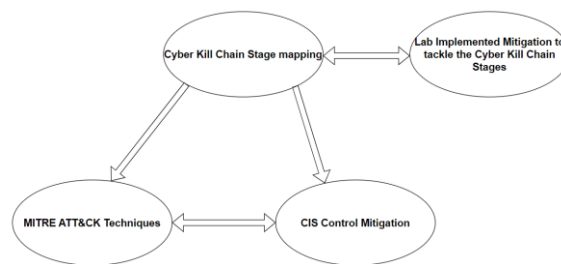 Cyber Kill Chain Stage mapping
Lab Implemented Mitigation to
tackle the Cyber Kill Chain
Stages
MITRE ATT&CK Techniques
CIS Control Mitigation